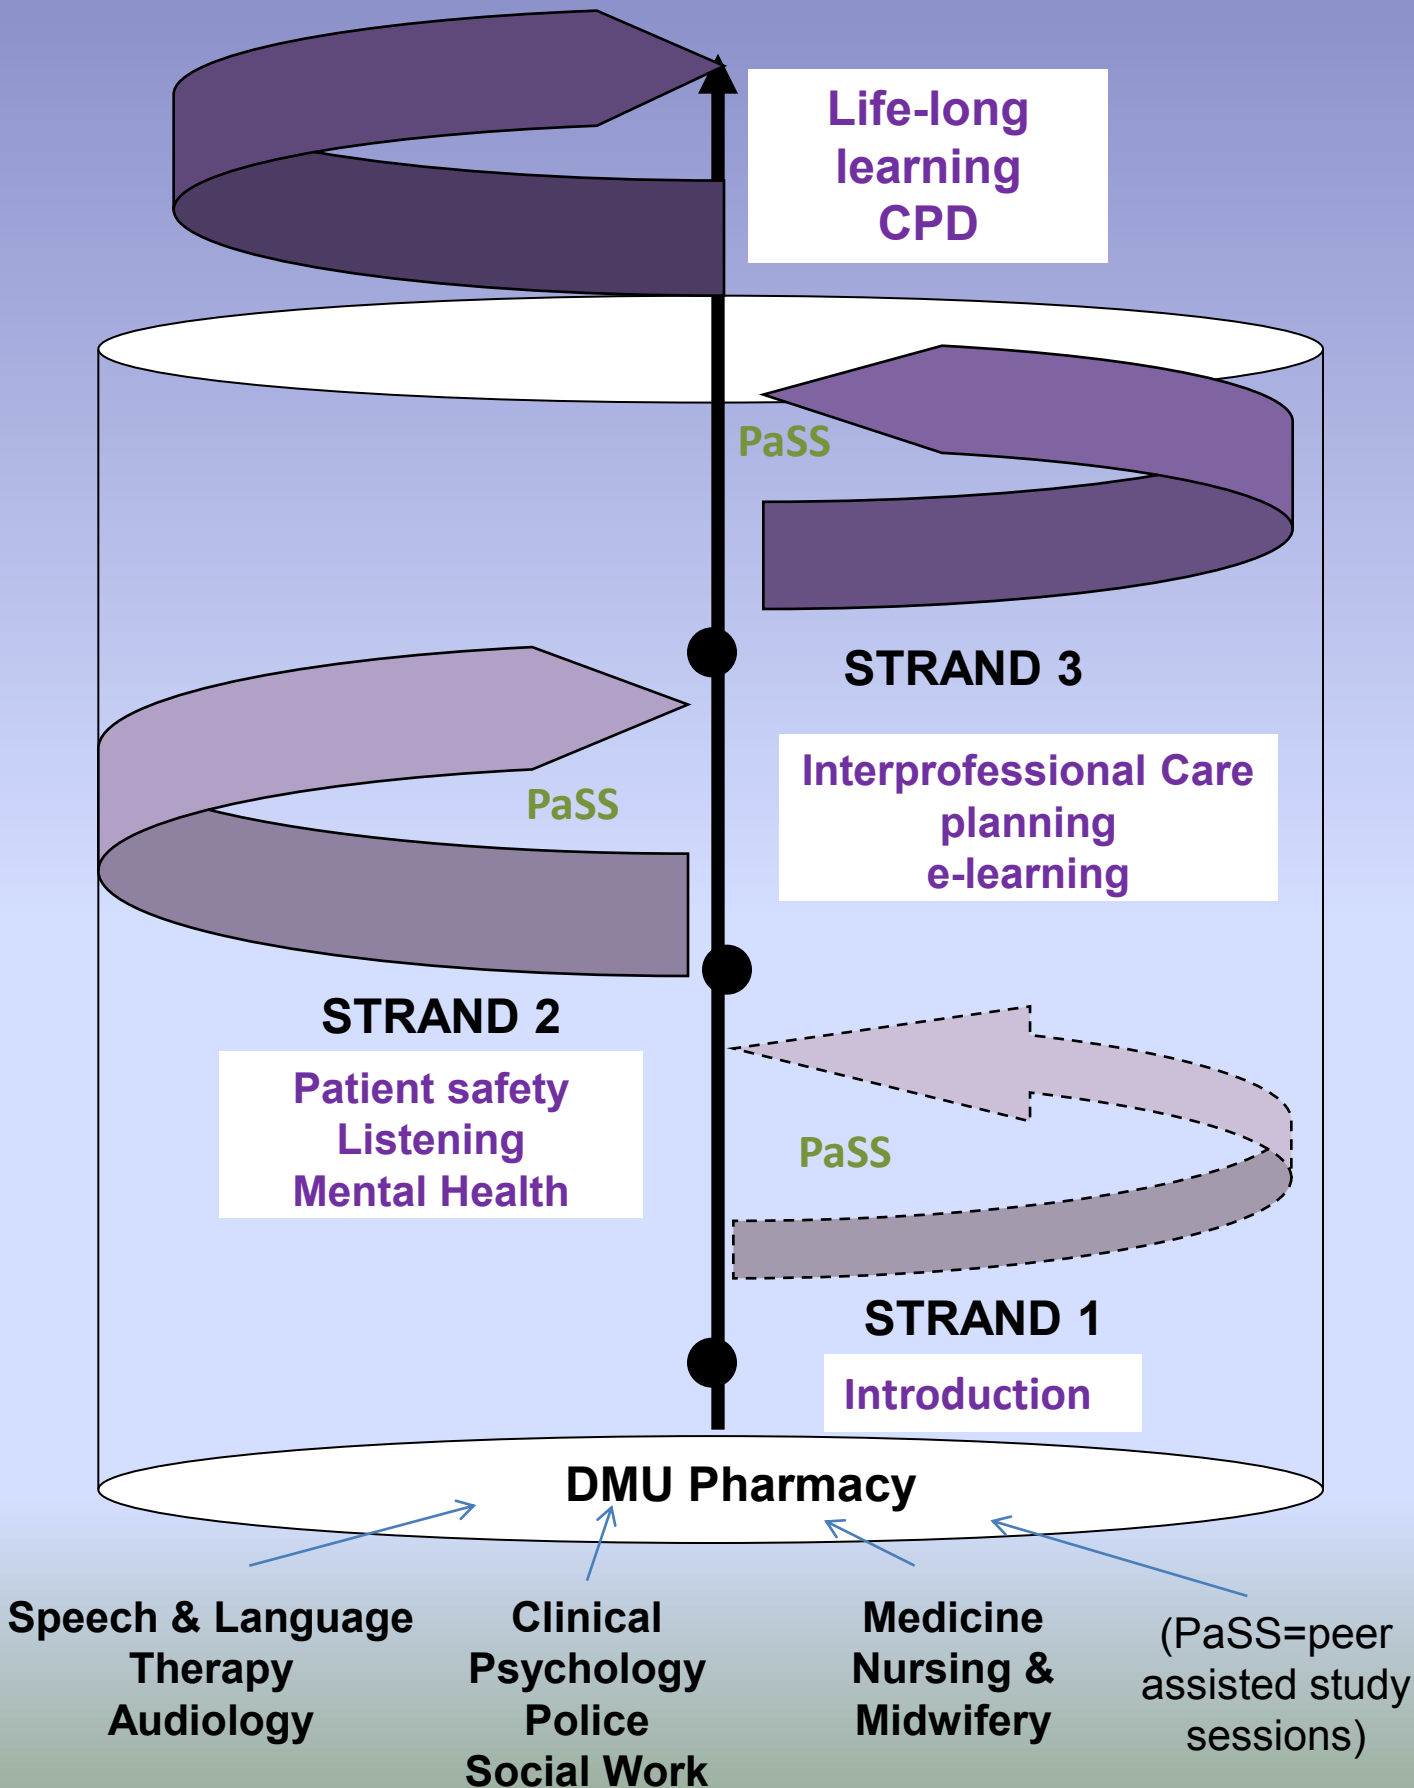 Life-long
learning
CPD
PaSS
STRAND 3
Interprofessional Care
planning
e-learning
PaSS
STRAND 2
Patient safety
Listening
Mental Health
PaSS
STRAND 1
Introduction
DMU Pharmacy
Speech & Language
Therapy
Audiology
Clinical
Psychology
Police
Social Work
Medicine
Nursing &
Midwifery
(PaSS=peer
assisted study
sessions)